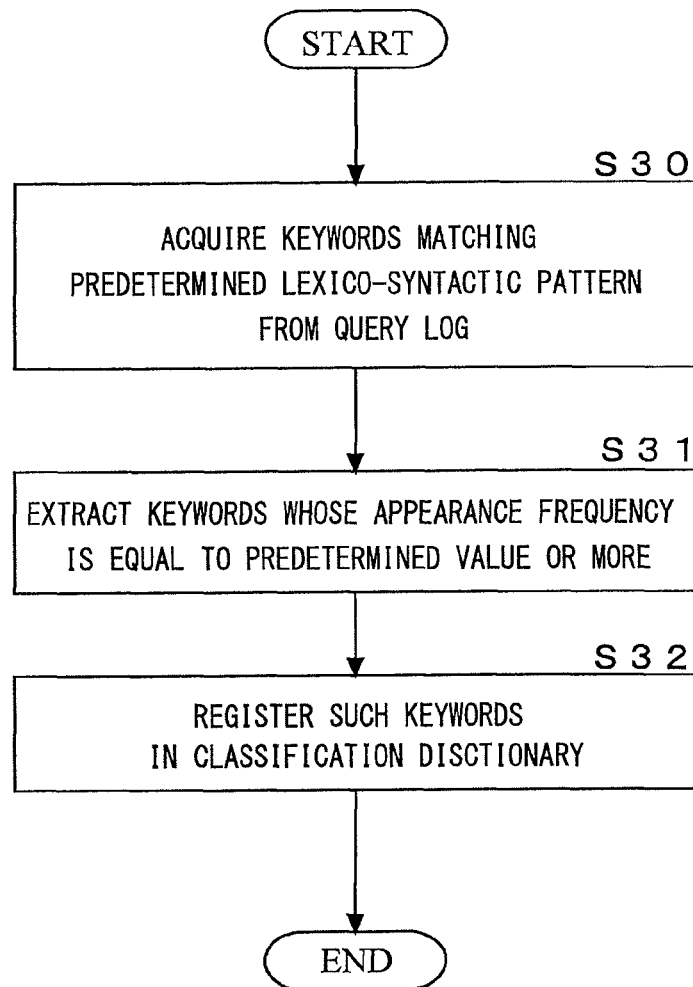 START
S30
ACQUIRE KEYWORDS MATCHING
PREDETERMINED LEXICO-SYNTACTIC PATTERN
FROM QUERY LOG
S31
EXTRACT KEYWORDS WHOSE APPEARANCE FREQUENCY
IS EQUAL TO PREDETERMINED VALUE OR MORE
S32
REGISTER SUCH KEYWORDS
IN CLASSIFICATION DISCTIONARY
END